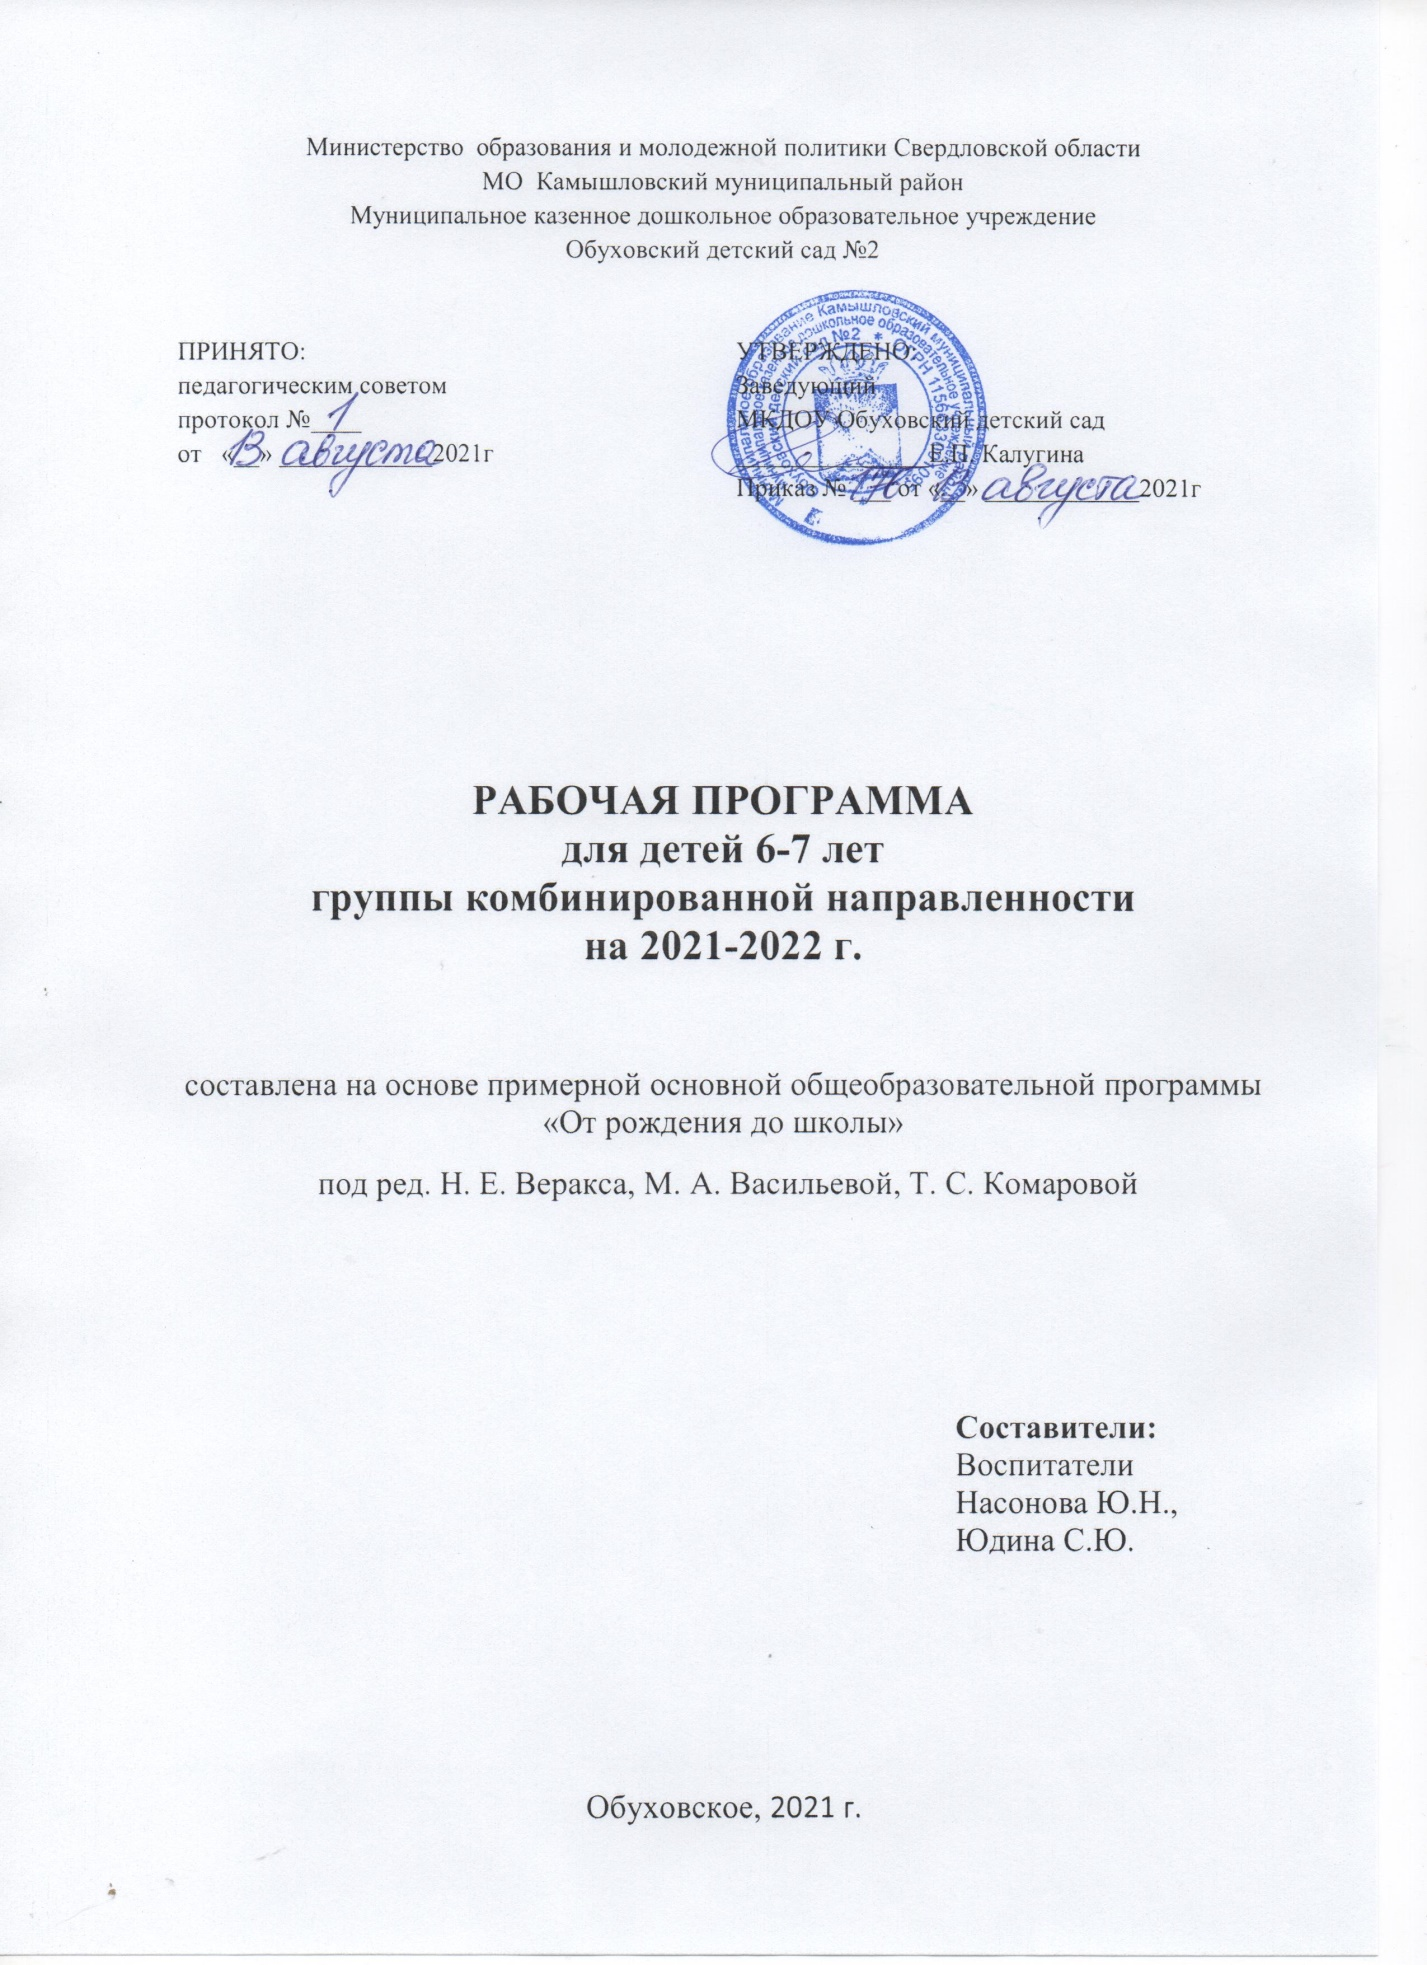 Министерство  образования и молодежной политики Свердловской области
МО  Камышловский муниципальный район
Муниципальное казенное дошкольное образовательное учреждение
Обуховский детский сад №2
ПРИНЯТО:
педагогическим советом
протокол № 1
от «13» августа 2021г
УТВЕРЖДЕНО:
Заведующий
МКДОУ Обуховский детский сад
Е.П. Калугина
Приказ № от « » августа 2021г
РАБОЧАЯ ПРОГРАММА
для детей 6-7 лет
группы комбинированной направленности
на 2021-2022 г.
составлена на основе примерной основной общеобразовательной программы
«От рождения до школы»
под ред. Н. Е. Веракса, М. А. Васильевой, Т. С. Комаровой
Составители:
Воспитатели
Насонова Ю.Н.,
Юдина С.Ю.
Обуховское, 2021 г.